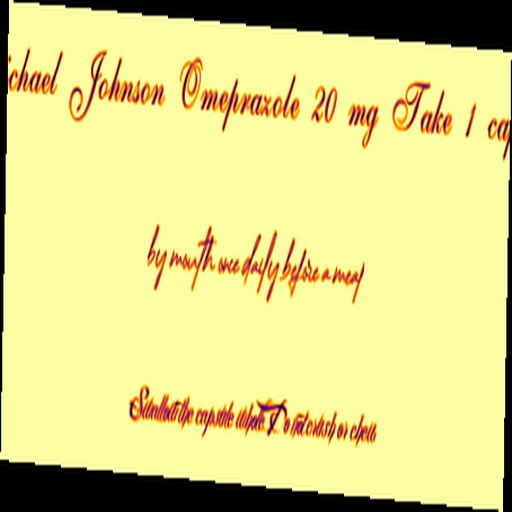 ichael Johnson Omeprazole 20 mg Take 1 cap
by mouth once daily before a meal
Swallow the capsule whole Do not crush or chew